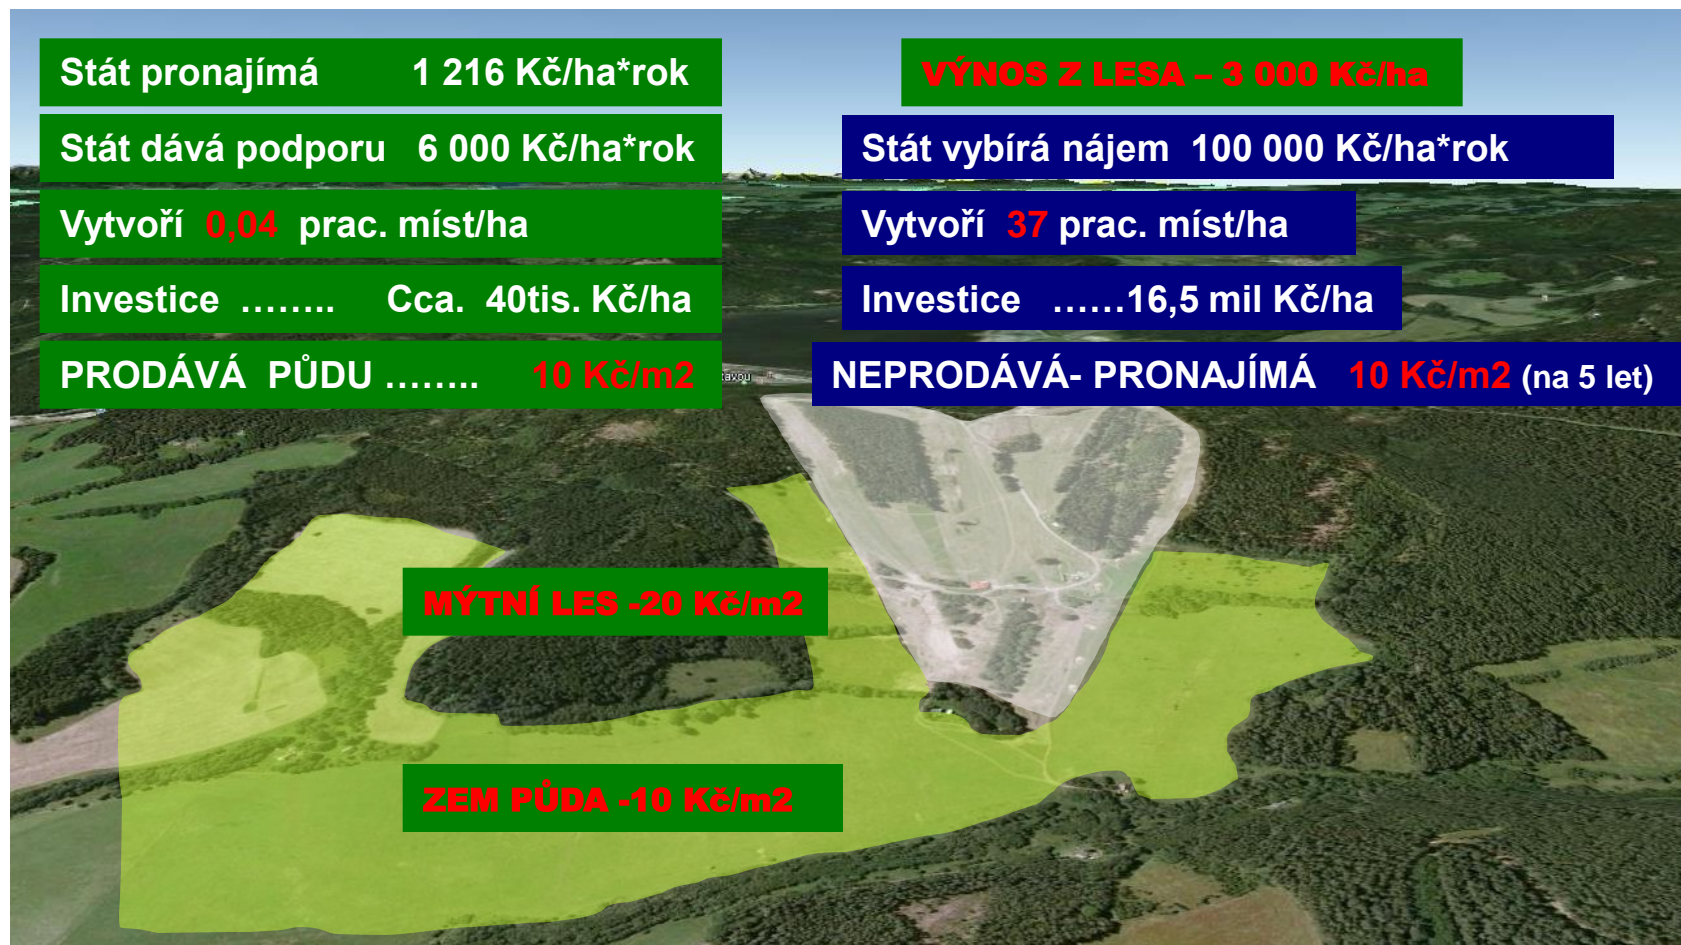 Stát pronajímá 1 216 Kč/ha*rok
Stát dává podporu 6 000 Kč/ha*rok
Vytvoří 0,04 prac. míst/ha
Investice …….. Cca. 40tis. Kč/ha
PRODÁVÁ PŮDU …….. 10 Kč/m2
VÝNOS Z LESA – 3 000 Kč/ha
Stát vybírá nájem 100 000 Kč/ha*rok
Vytvoří 37 prac. míst/ha
Investice ……16,5 mil Kč/ha
NEPRODÁVÁ- PRONAJÍMÁ 10 Kč/m2 (na 5 let)
MÝTNÍ LES -20 Kč/m2
ZEM PŮDA -10 Kč/m2